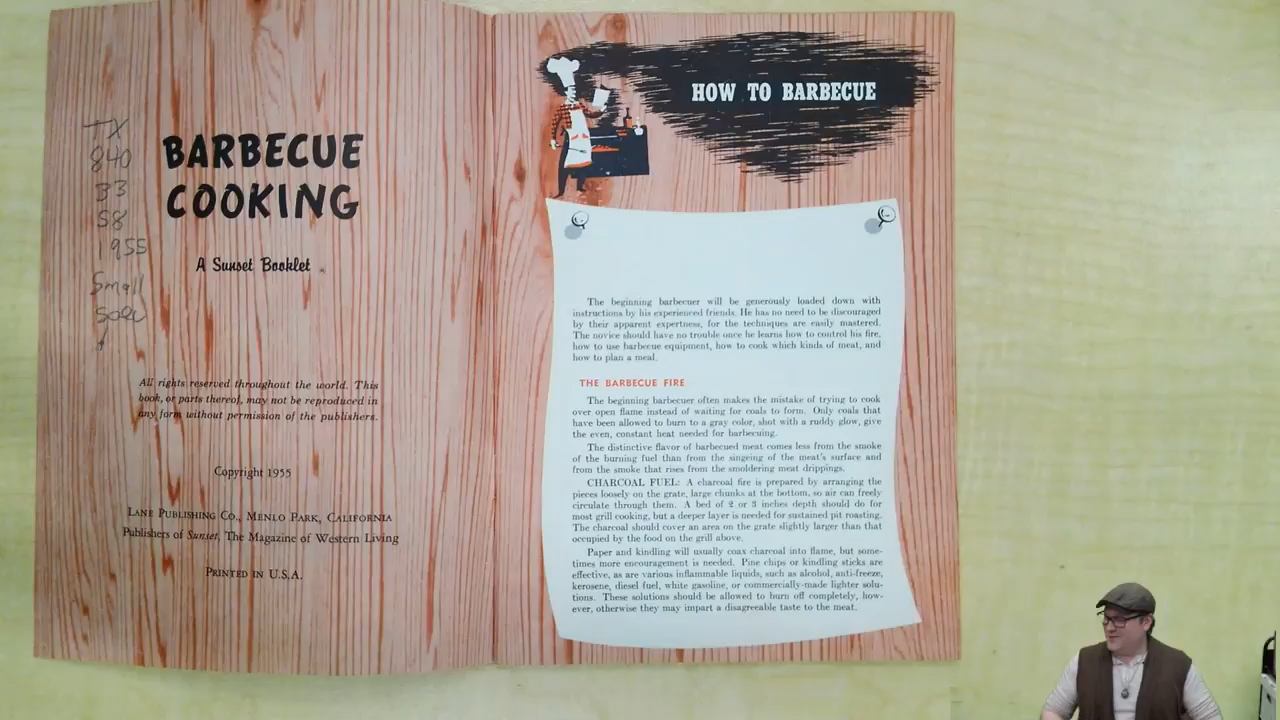 TX
840
B3
S8
1955
Small
Spec
BARBECUE
COOKING
A Sunset Booklet
All rights reserved throughout the world. This
book, or parts thereof, may not be reproduced in
any form without permission of the publishers.
Copyright 1955
LANE PUBLISHING CO., MENLO PARK, CALIFORNIA
Publishers of Sunset, The Magazine of Western Living
PRINTED IN U.S.A.
HOW TO BARBECUE
The beginning barbecuer will be generously loaded down with
instructions by his experienced friends. He has no need to be discouraged
by their apparent expertness, for the techniques are easily mastered.
The novice should have no trouble once he learns how to control his fire,
how to use barbecue equipment, how to cook which kinds of meat, and
how to plan a meal.
THE BARBECUE FIRE
The beginning barbecuer often makes the mistake of trying to cook
over open flame instead of waiting for coals to form. Only coals that
have been allowed to burn to a gray color, shot with a ruddy glow, give
the even, constant heat needed for barbecuing.
The distinctive flavor of barbecued meat comes less from the smoke
of the burning fuel than from the singeing of the meat's surface and
from the smoke that rises from the smoldering meat drippings.
CHARCOAL FUEL: A charcoal fire is prepared by arranging the
pieces loosely on the grate, large chunks at the bottom, so air can freely
circulate through them. A bed of 2 or 3 inches depth should do for
most grill cooking, but a deeper layer is needed for sustained pit roasting.
The charcoal should cover an area on the grate slightly larger than that
occupied by the food on the grill above.
Paper and kindling will usually coax charcoal into flame, but some-
times more encouragement is needed. Pine chips or kindling sticks are
effective, as are various inflammable liquids, such as alcohol, anti-freeze,
kerosene, diesel fuel, white gasoline, or commercially-made lighter solu-
tions. These solutions should be allowed to burn off completely, how-
ever, otherwise they may impart a disagreeable taste to the meat.